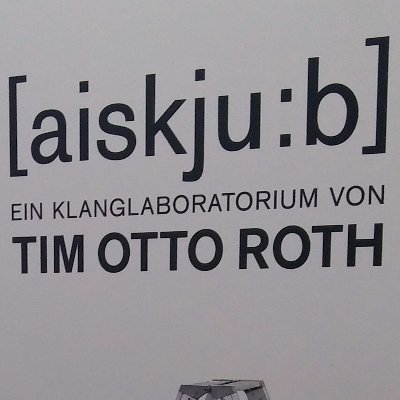 [aiskju:b]
EIN KLANGLABORATORIUM VON
TIM OTTO ROTH